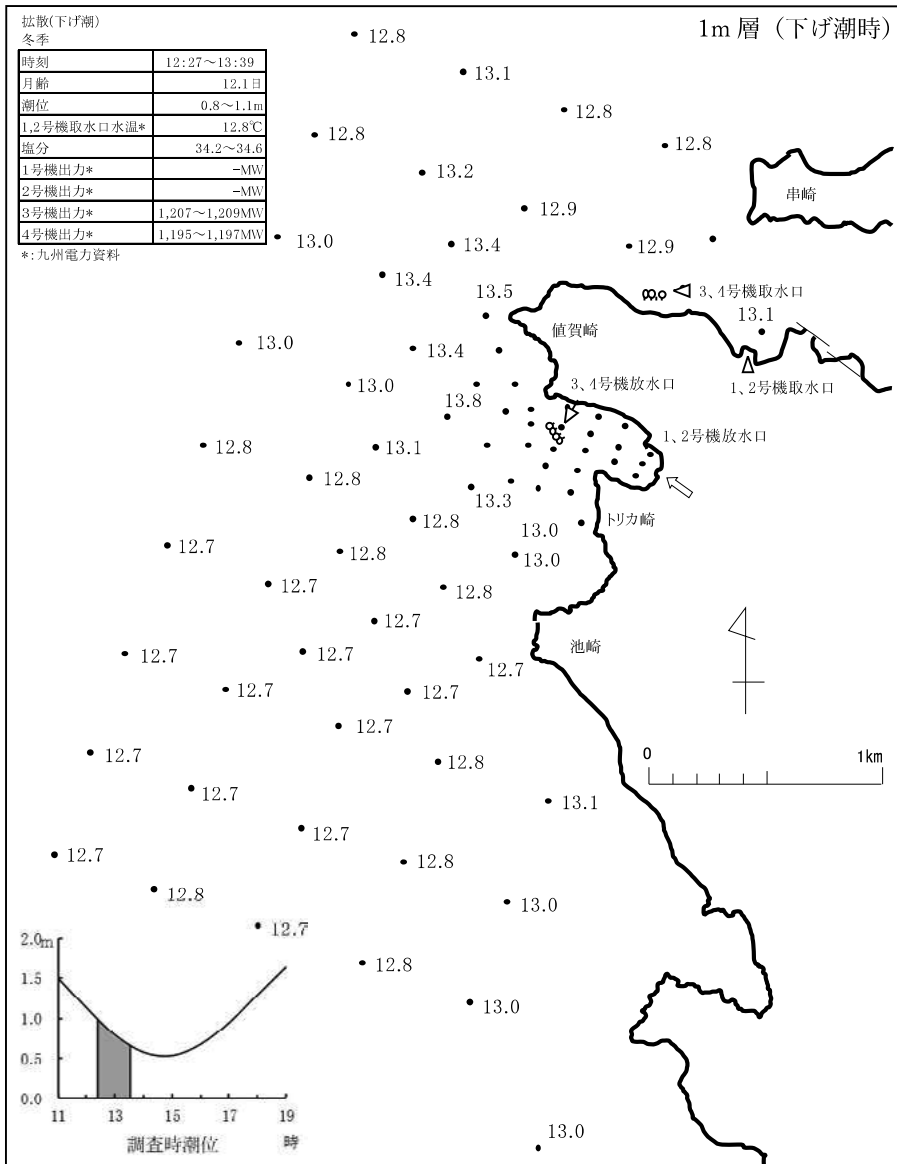 拡散(下げ潮)
冬季
1m 層（下げ潮時）
時刻 12:27～13:39
月齢 12.1日
潮位 0.8～1.1m
1,2号機取水口水温* 12.8℃
塩分 34.2～34.6
1号機出力* −MW
2号機出力* −MW
3号機出力* 1,207～1,209MW
4号機出力* 1,195～1,197MW
*:九州電力資料
12.8
13.1
12.8
12.8
12.8
13.2
串崎
12.9
13.0
13.4
12.9
13.4
3、4号機取水口
13.5
13.1
値賀崎
13.0
13.4
13.0
3、4号機放水口
1、2号機取水口
13.8
1、2号機放水口
12.8
13.1
12.8
13.3
トリカ崎
12.8
13.0
12.7
12.8
13.0
12.7
12.8
12.7
池崎
12.7
12.7
12.7
12.7
12.7
12.7
0 1km
12.7
12.8
12.7
13.1
12.7
12.7
12.8
12.8
13.0
12.7
12.8
13.0
13.0
2.0 m
1.5
1.0
0.5
0.0
11 13 15 17 19
調査時潮位 時